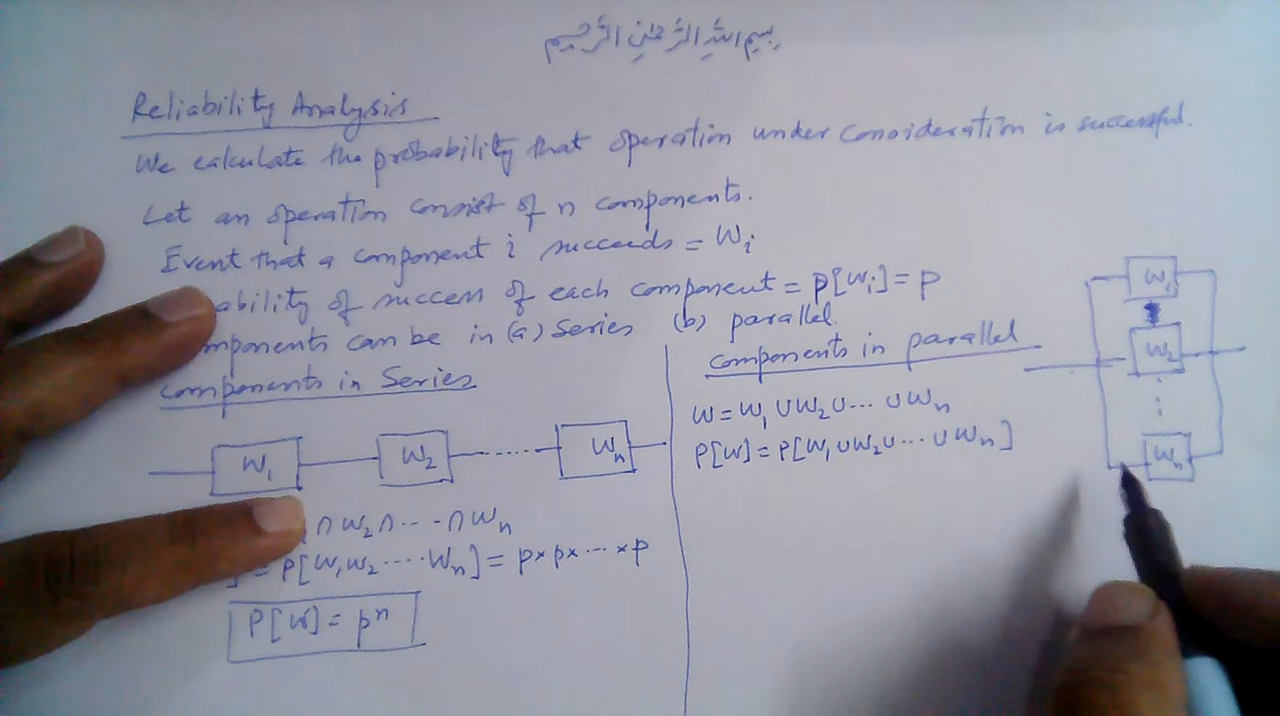 بِسْمِ اللهِ الرَّحْمٰنِ الرَّحِيْمِ
Reliability Analysis
We calculate the probability that operation under consideration is successful.
Let an operation consist of n components.
Event that a component i succeeds = Wi
ability of success of each component = P[Wi] = p
mponents can be in (a) Series (b) parallel.
components in Series
W1 W2 ...... Wn
∩ W2 ∩ ... ∩ Wn
] = P[W1 W2 .... Wn] = p × p × ... × p
P[W] = pⁿ
components in parallel
W = W1 ∪ W2 ∪ ... ∪ Wn
P[W] = P[W1 ∪ W2 ∪ ... ∪ Wn]
W1
W2
Wn